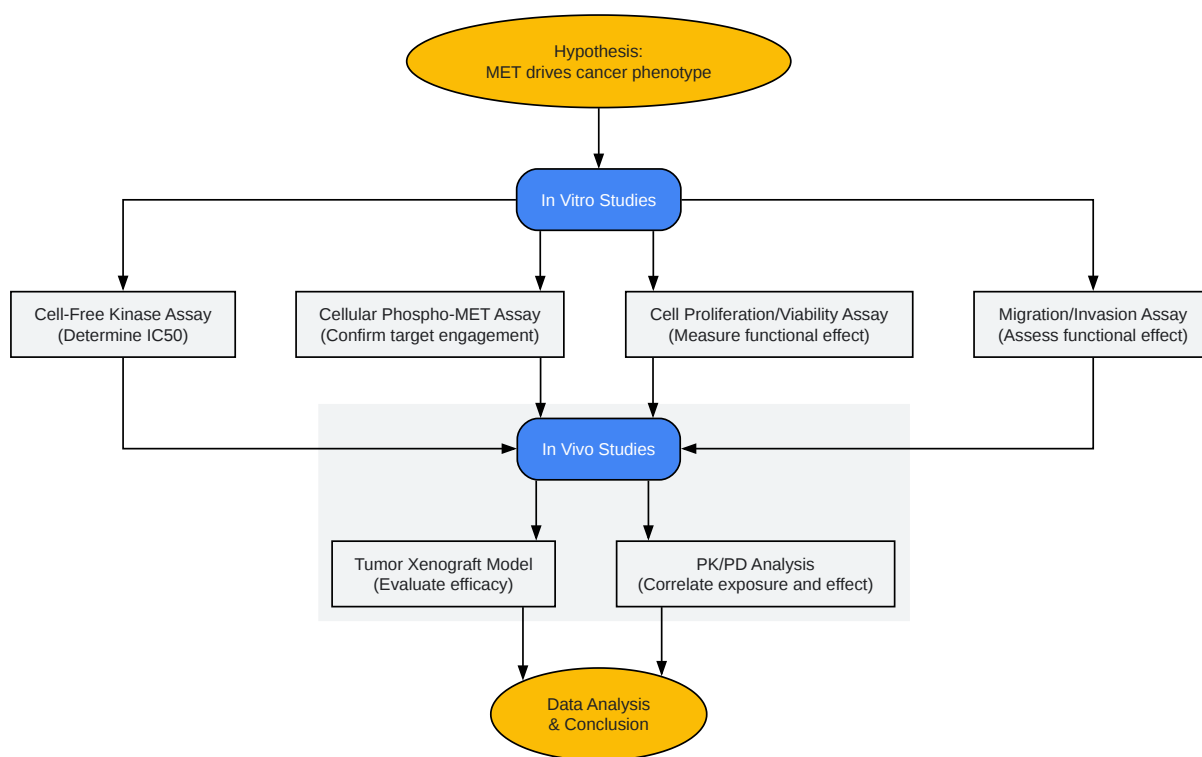 Hypothesis:
MET drives cancer phenotype
In Vitro Studies
Cell-Free Kinase Assay
(Determine IC50)
Cellular Phospho-MET Assay
(Confirm target engagement)
Cell Proliferation/Viability Assay
(Measure functional effect)
Migration/Invasion Assay
(Assess functional effect)
In Vivo Studies
Tumor Xenograft Model
(Evaluate efficacy)
PK/PD Analysis
(Correlate exposure and effect)
Data Analysis
& Conclusion